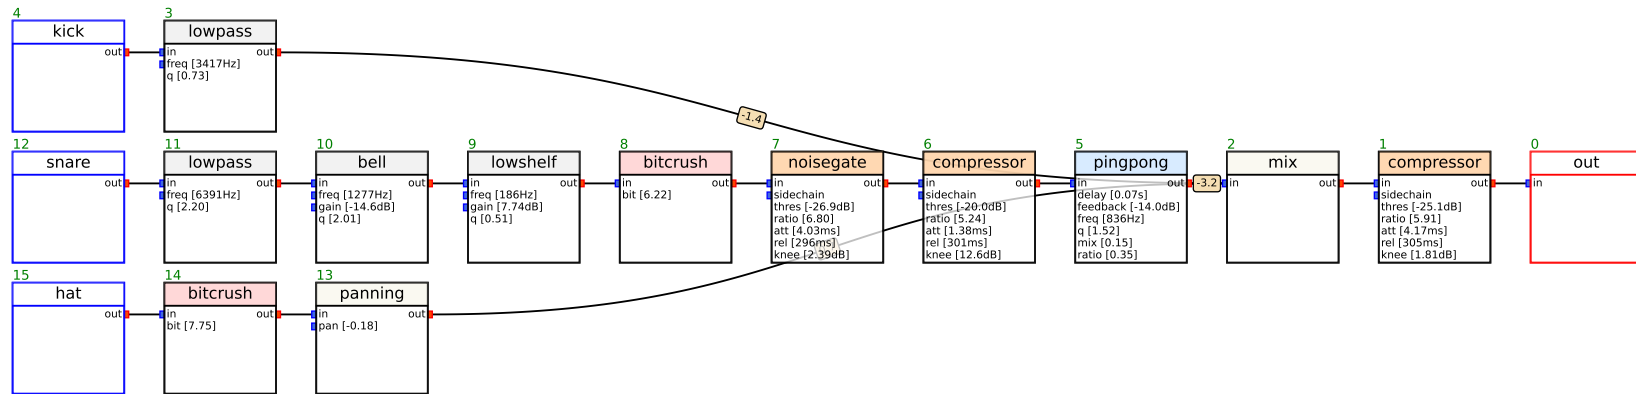 4
kick
out
3
lowpass
in out
freq [3417Hz]
q [0.73]
-1.4
12
snare
out
11
lowpass
in out
freq [6391Hz]
q [2.20]
10
bell
in out
freq [1277Hz]
gain [-14.6dB]
q [2.01]
9
lowshelf
in out
freq [186Hz]
gain [7.74dB]
q [0.51]
8
bitcrush
in out
bit [6.22]
7
noisegate
in out
sidechain
thres [-26.9dB]
ratio [6.80]
att [4.03ms]
rel [296ms]
knee [2.39dB]
6
compressor
in out
sidechain
thres [-20.0dB]
ratio [5.24]
att [1.38ms]
rel [301ms]
knee [12.6dB]
5
pingpong
in out
delay [0.07s]
feedback [-14.0dB]
freq [836Hz]
q [1.52]
mix [0.15]
ratio [0.35]
-3.2
2
mix
in out
1
compressor
in out
sidechain
thres [-25.1dB]
ratio [5.91]
att [4.17ms]
rel [305ms]
knee [1.81dB]
0
out
in
15
hat
out
14
bitcrush
in out
bit [7.75]
13
panning
in out
pan [-0.18]